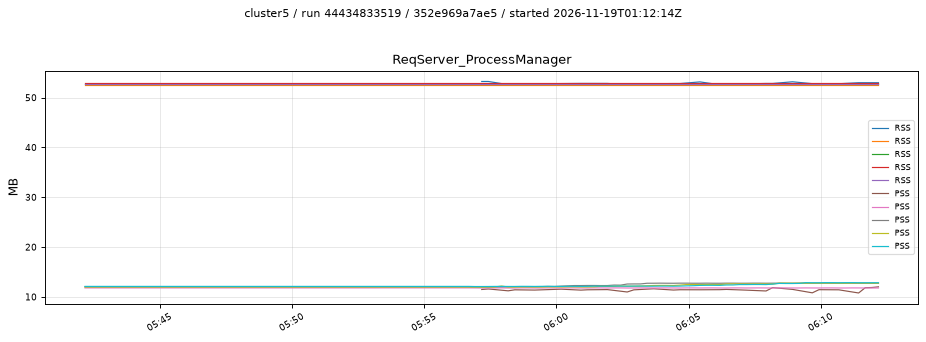 cluster5 / run 44434833519 / 352e969a7ae5 / started 2026-11-19T01:12:14Z
ReqServer_ProcessManager
MB
50
40
30
20
10
05:45
05:50
05:55
06:00
06:05
06:10
RSS
RSS
RSS
RSS
RSS
PSS
PSS
PSS
PSS
PSS